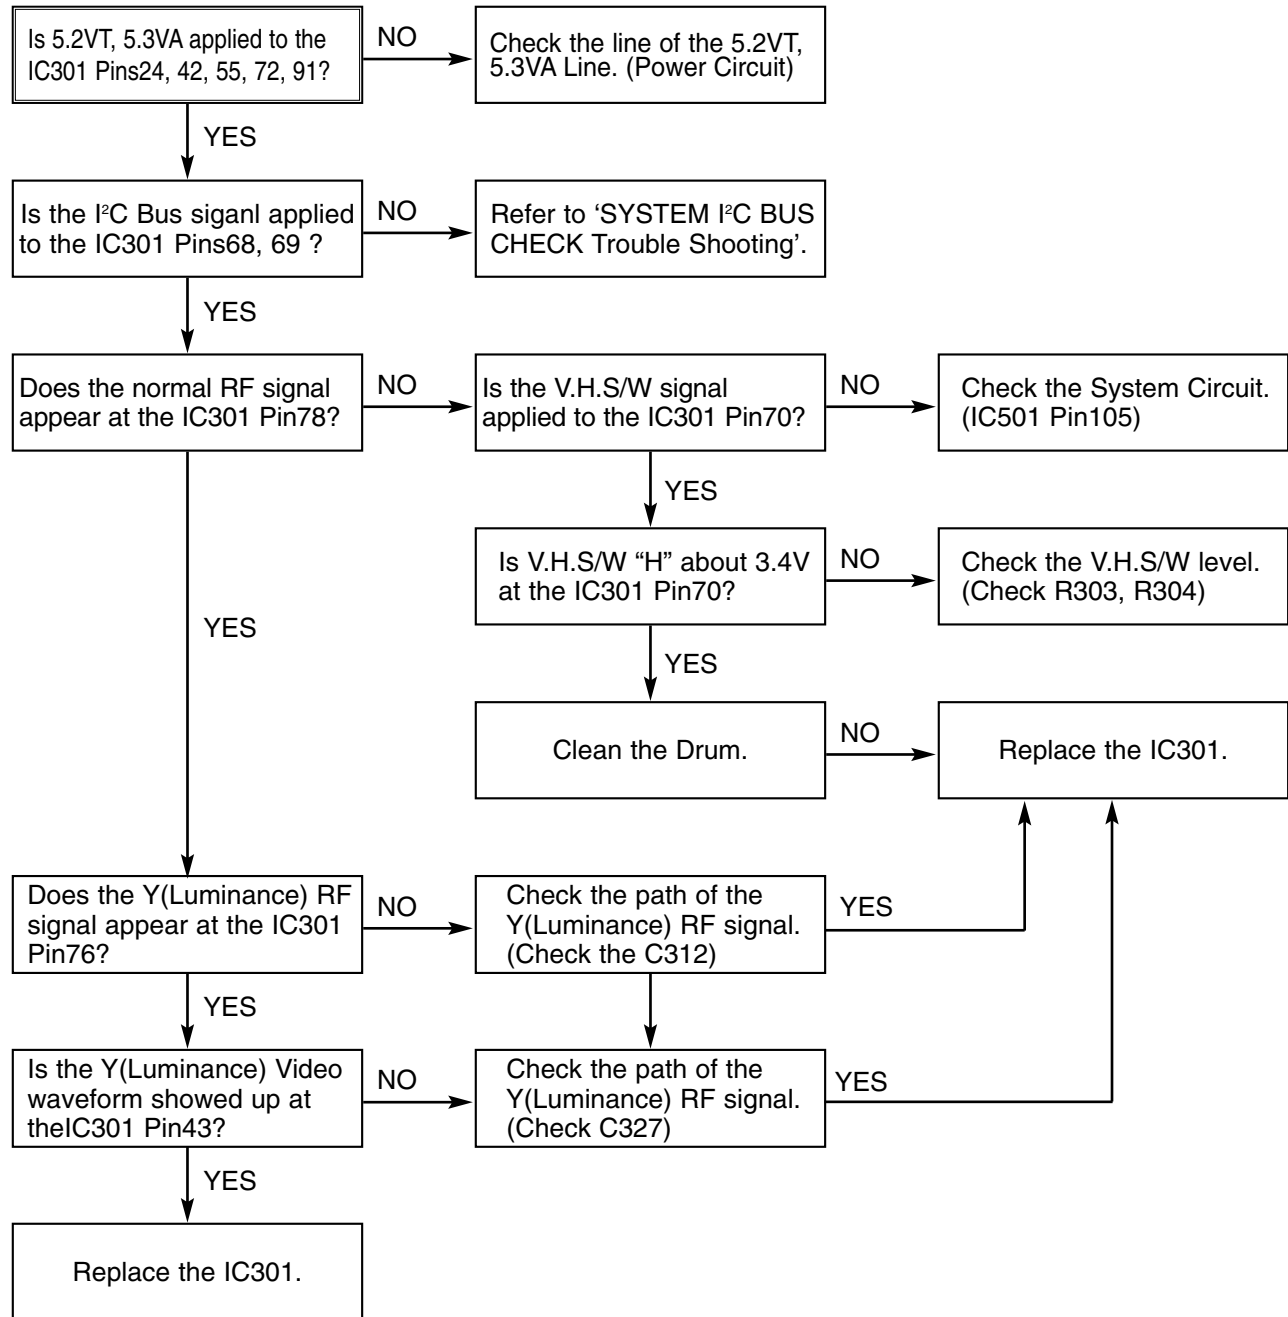 Is 5.2VT, 5.3VA applied to the
IC301 Pins24, 42, 55, 72, 91?
NO
Check the line of the 5.2VT,
5.3VA Line. (Power Circuit)
YES
Is the I²C Bus siganl applied
to the IC301 Pins68, 69 ?
NO
Refer to ‘SYSTEM I²C BUS
CHECK Trouble Shooting’.
YES
Does the normal RF signal
appear at the IC301 Pin78?
NO
Is the V.H.S/W signal
applied to the IC301 Pin70?
NO
Check the System Circuit.
(IC501 Pin105)
YES
Is V.H.S/W “H” about 3.4V
at the IC301 Pin70?
NO
Check the V.H.S/W level.
(Check R303, R304)
YES
YES
Clean the Drum.
NO
Replace the IC301.
Does the Y(Luminance) RF
signal appear at the IC301
Pin76?
NO
Check the path of the
Y(Luminance) RF signal.
(Check the C312)
YES
YES
Is the Y(Luminance) Video
waveform showed up at
theIC301 Pin43?
NO
Check the path of the
Y(Luminance) RF signal.
(Check C327)
YES
YES
Replace the IC301.